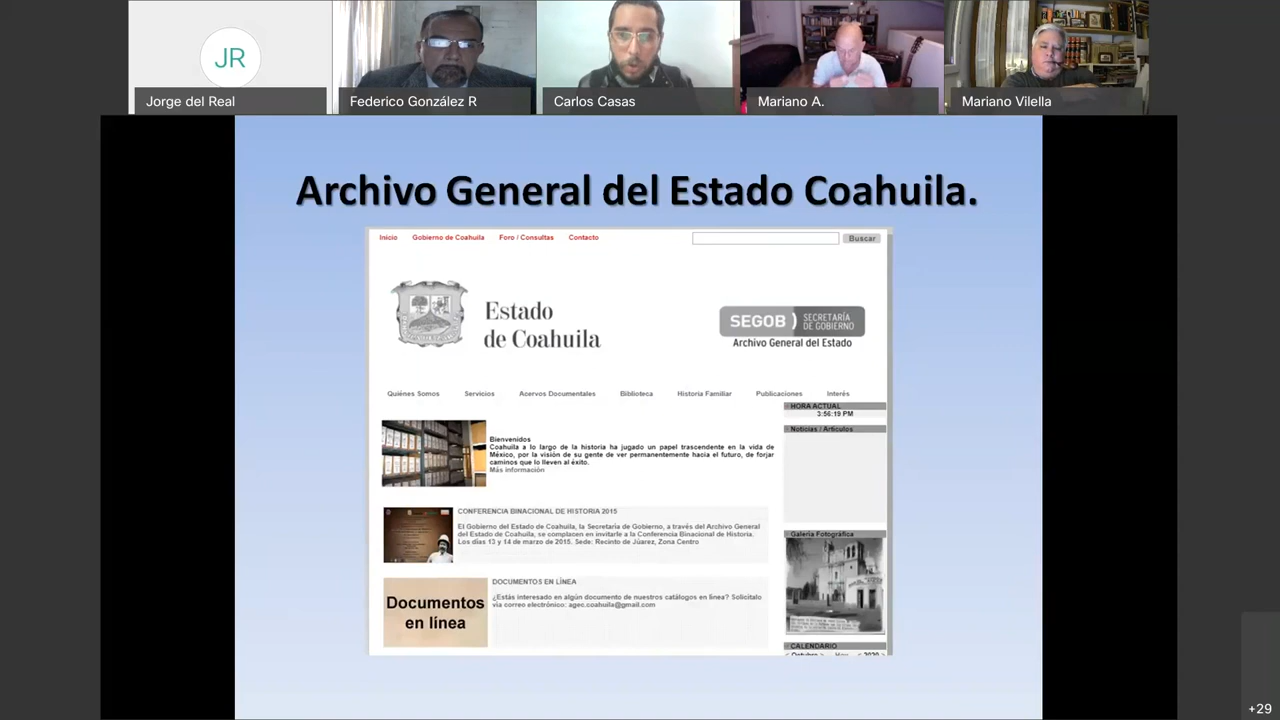 JR
Jorge del Real
Federico González R
Carlos Casas
Mariano A.
Mariano Vilella
Archivo General del Estado Coahuila.
Inicio Gobierno de Coahuila Foro / Consultas Contacto Buscar
Estado
de Coahuila
SEGOB SECRETARÍA
DE GOBIERNO
Archivo General del Estado
Quiénes Somos Servicios Acervos Documentales Biblioteca Historia Familiar Publicaciones Interés
HORA ACTUAL
3:56:19 PM
Noticias / Artículos
Bienvenidos
Coahuila a lo largo de la historia ha jugado un papel trascendente en la vida de
México, por la visión de su gente de ver permanentemente hacia el futuro, de forjar
caminos que lo lleven al éxito.
Más información
CONFERENCIA BINACIONAL DE HISTORIA 2015
El Gobierno del Estado de Coahuila, la Secretaría de Gobierno, a través del Archivo General
del Estado de Coahuila, se complacen en invitarle a la Conferencia Binacional de Historia.
Los días 13 y 14 de marzo de 2015. Sede: Recinto de Júarez, Zona Centro
Galería Fotográfica
Documentos
en línea
DOCUMENTOS EN LÍNEA
¿Estás interesado en algún documento de nuestros catálogos en línea? Solicítalo
vía correo electrónico: agec.coahuila@gmail.com
CALENDARIO
< Octubre > Hoy < 2020 >
+29